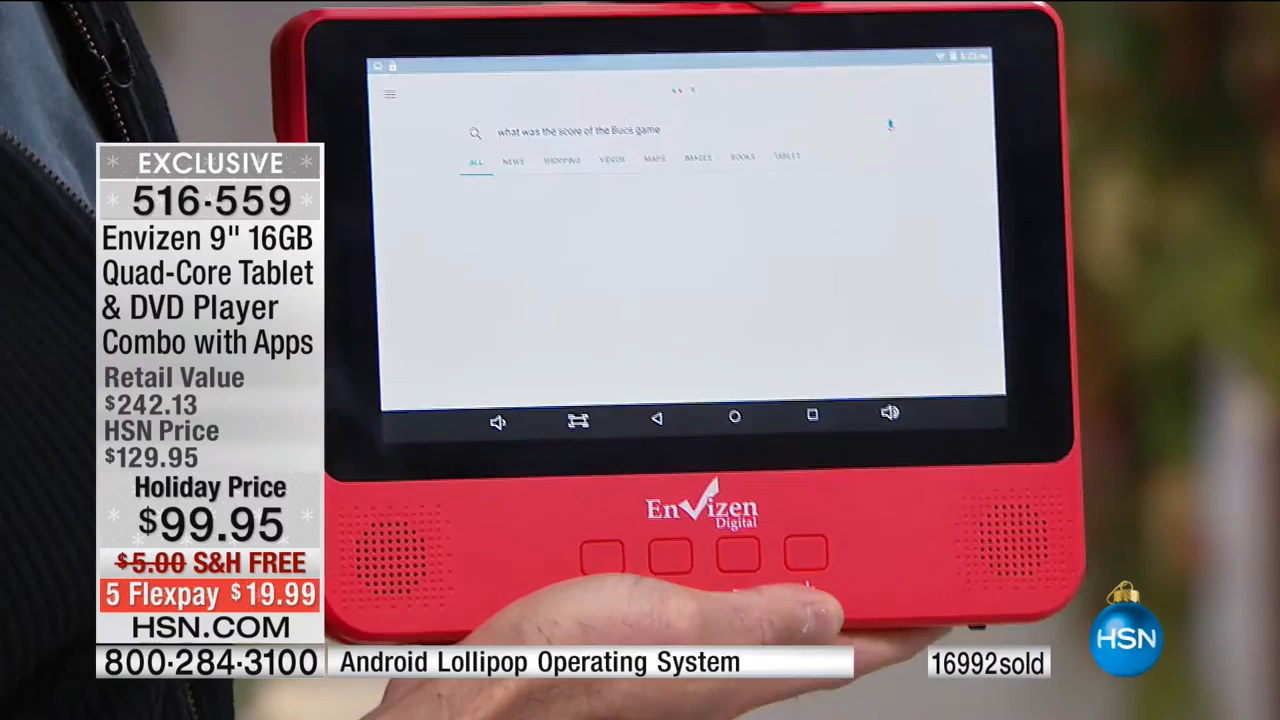 EXCLUSIVE
516-559
Envizen 9" 16GB
Quad-Core Tablet
& DVD Player
Combo with Apps
Retail Value
$242.13
HSN Price
$129.95
Holiday Price
$99.95
$5.00 S&H FREE
5 Flexpay $19.99
HSN.COM
800-284-3100
what was the score of the Bucs game
ALL NEWS SHOPPING VIDEOS MAPS IMAGES BOOKS TABLET
EnVizen
Digital
Android Lollipop Operating System
16992sold
HSN